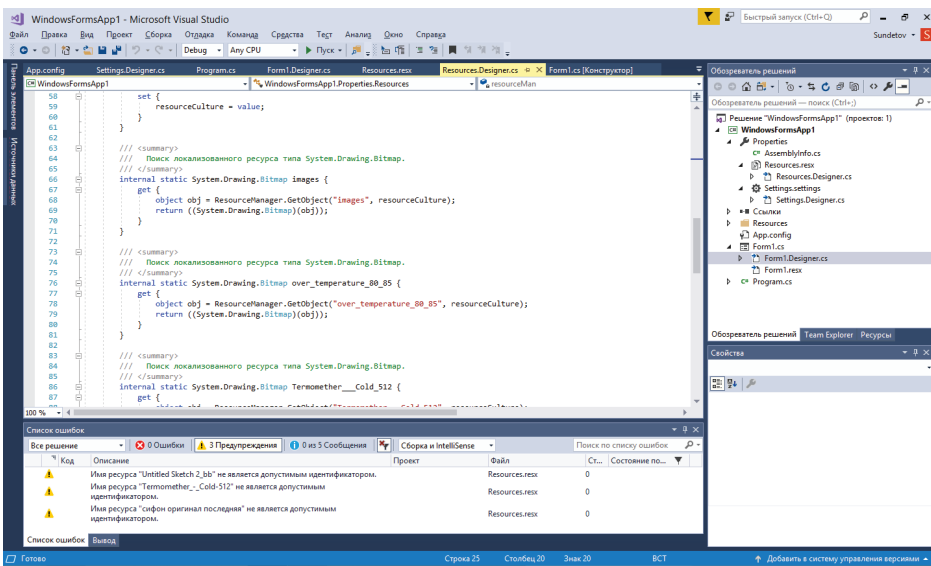 WindowsFormsApp1 - Microsoft Visual Studio
Быстрый запуск (Ctrl+Q)
Файл Правка Вид Проект Сборка Отладка Команда Средства Тест Анализ Окно Справка
Sundetov
S
Debug Any CPU Пуск
Панель элементов
Источники данных
App.config Settings.Designer.cs Program.cs Form1.Designer.cs Resources.resx Resources.Designer.cs Form1.cs [Конструктор]
WindowsFormsApp1 WindowsFormsApp1.Properties.Resources resourceMan
58 set {
59 resourceCulture = value;
60 }
61 }
62
63 /// <summary>
64 /// Поиск локализованного ресурса типа System.Drawing.Bitmap.
65 /// </summary>
66 internal static System.Drawing.Bitmap images {
67 get {
68 object obj = ResourceManager.GetObject("images", resourceCulture);
69 return ((System.Drawing.Bitmap)(obj));
70 }
71 }
72
73 /// <summary>
74 /// Поиск локализованного ресурса типа System.Drawing.Bitmap.
75 /// </summary>
76 internal static System.Drawing.Bitmap over_temperature_80_85 {
77 get {
78 object obj = ResourceManager.GetObject("over_temperature_80_85", resourceCulture);
79 return ((System.Drawing.Bitmap)(obj));
80 }
81 }
82
83 /// <summary>
84 /// Поиск локализованного ресурса типа System.Drawing.Bitmap.
85 /// </summary>
86 internal static System.Drawing.Bitmap Termomether___Cold_512 {
87 get {
100 %
Обозреватель решений
Обозреватель решений — поиск (Ctrl+;)
Решение "WindowsFormsApp1" (проектов: 1)
WindowsFormsApp1
Properties
AssemblyInfo.cs
Resources.resx
Resources.Designer.cs
Settings.settings
Settings.Designer.cs
Ссылки
Resources
App.config
Form1.cs
Form1.Designer.cs
Form1.resx
Program.cs
Обозреватель решений Team Explorer Ресурсы
Свойства
Список ошибок
Все решение 0 Ошибки 3 Предупреждения 0 из 5 Сообщения Сборка и IntelliSense Поиск по списку ошибок
Код Описание Проект Файл Ст... Состояние по...
Имя ресурса "Untitled Sketch 2_bb" не является допустимым идентификатором. Resources.resx 0
Имя ресурса "Termomether_-_Cold-512" не является допустимым
идентификатором. Resources.resx 0
Имя ресурса "сифон оригинал последняя" не является допустимым
идентификатором. Resources.resx 0
Список ошибок Вывод
Готово Строка 25 Столбец 20 Знак 20 ВСТ Добавить в систему управления версиями